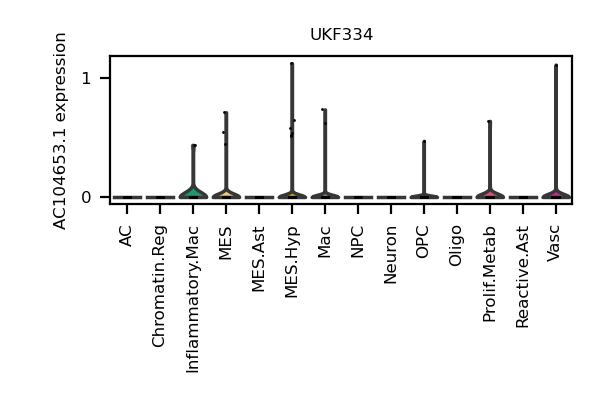 UKF334
AC104653.1 expression
1
0
AC
Chromatin.Reg
Inflammatory.Mac
MES
MES.Ast
MES.Hyp
Mac
NPC
Neuron
OPC
Oligo
Prolif.Metab
Reactive.Ast
Vasc